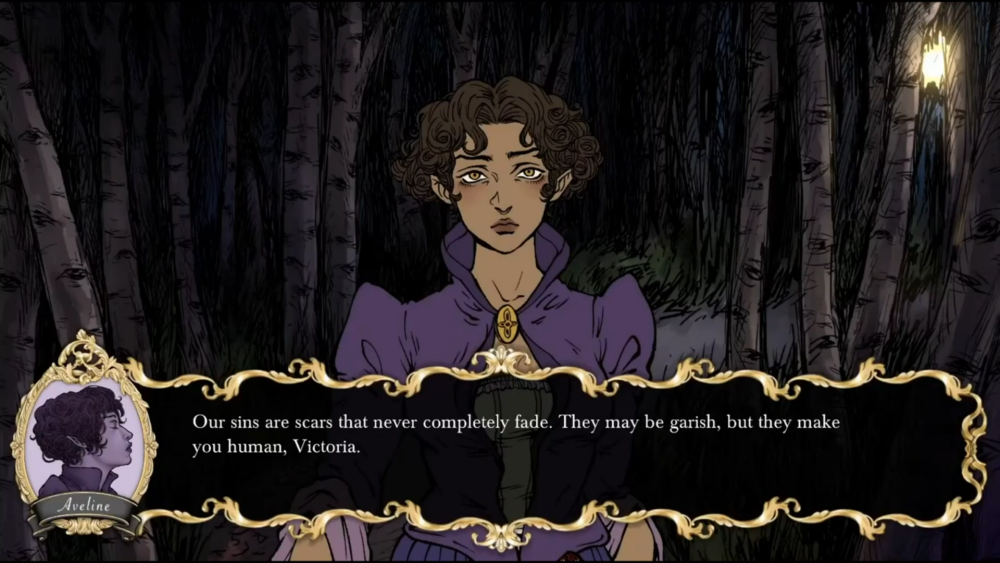 Our sins are scars that never completely fade. They may be garish, but they make
you human, Victoria.
Aveline